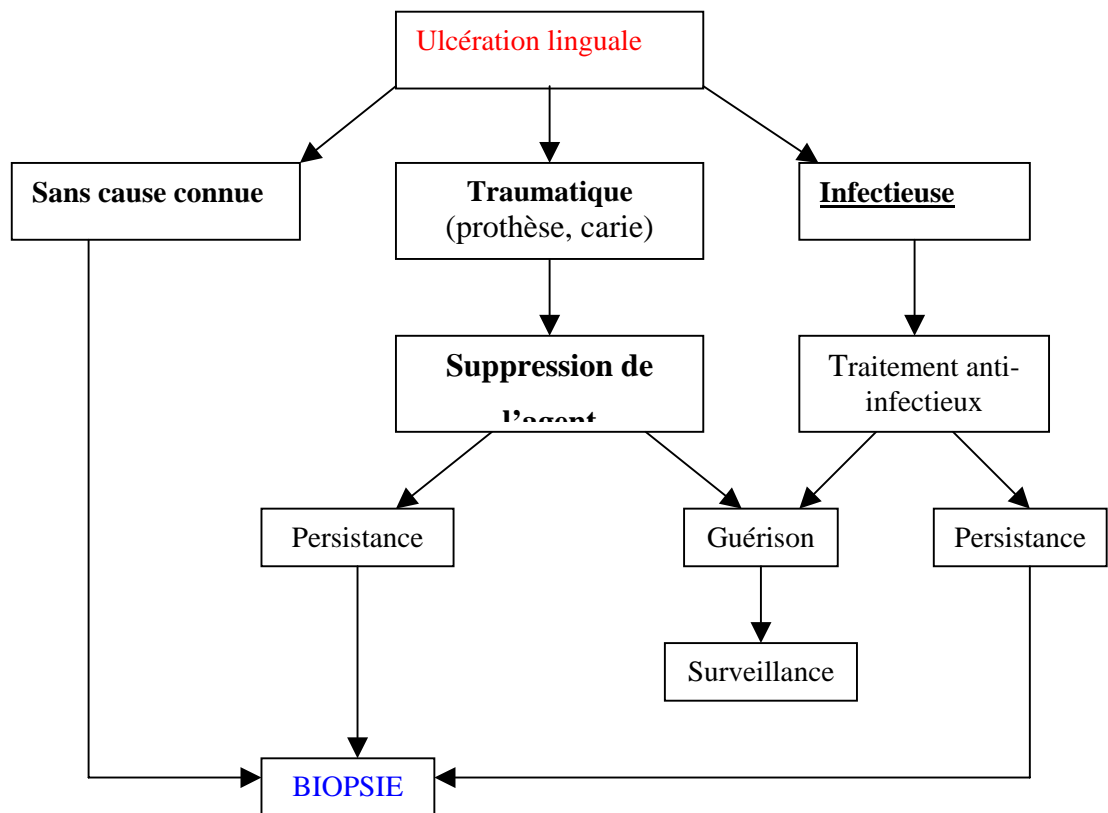 Ulcération linguale
Sans cause connue
Traumatique
(prothèse, carie)
Infectieuse
Suppression de
l’agent
Traitement anti-
infectieux
Persistance
Guérison
Persistance
Surveillance
BIOPSIE